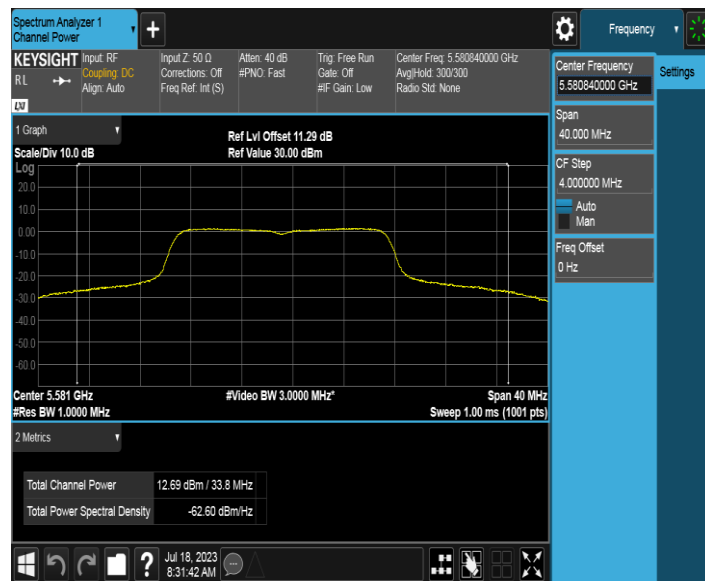 Spectrum Analyzer 1
Channel Power
+
Frequency
KEYSIGHT
RL
LXI
Input: RF
Coupling: DC
Align: Auto
Input Z: 50 Ω
Corrections: Off
Freq Ref: Int (S)
Atten: 40 dB
#PNO: Fast
Trig: Free Run
Gate: Off
#IF Gain: Low
Center Freq: 5.580840000 GHz
Avg|Hold: 300/300
Radio Std: None
Center Frequency
5.580840000 GHz
Settings
Span
40.000 MHz
CF Step
4.000000 MHz
Auto
Man
Freq Offset
0 Hz
1 Graph
Scale/Div 10.0 dB
Ref Lvl Offset 11.29 dB
Ref Value 30.00 dBm
Log
20.0
10.0
0.00
-10.0
-20.0
-30.0
-40.0
-50.0
-60.0
Center 5.581 GHz
#Res BW 1.0000 MHz
#Video BW 3.0000 MHz*
Span 40 MHz
Sweep 1.00 ms (1001 pts)
2 Metrics
Total Channel Power 12.69 dBm / 33.8 MHz
Total Power Spectral Density -62.60 dBm/Hz
?
Jul 18, 2023
8:31:42 AM